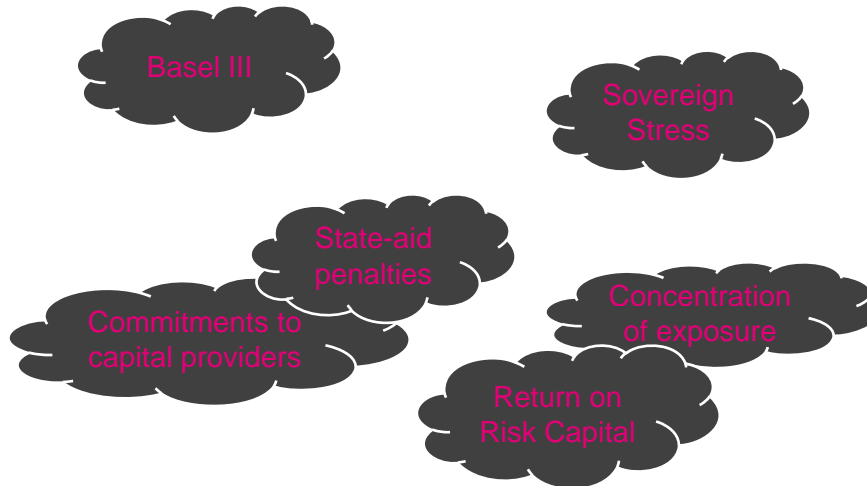 Basel III
Sovereign
Stress
State-aid
penalties
Commitments to
capital providers
Concentration
of exposure
Return on
Risk Capital